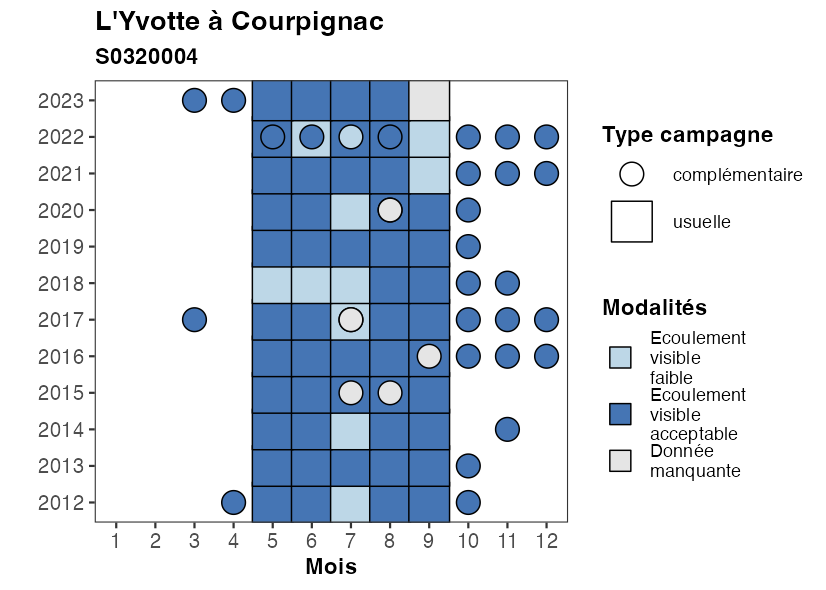 L'Yvotte à Courpignac
S0320004
2023
2022
2021
2020
2019
2018
2017
2016
2015
2014
2013
2012
1 2 3 4 5 6 7 8 9 10 11 12
Mois
Type campagne
complémentaire
usuelle
Modalités
Ecoulement
visible
faible
Ecoulement
visible
acceptable
Donnée
manquante